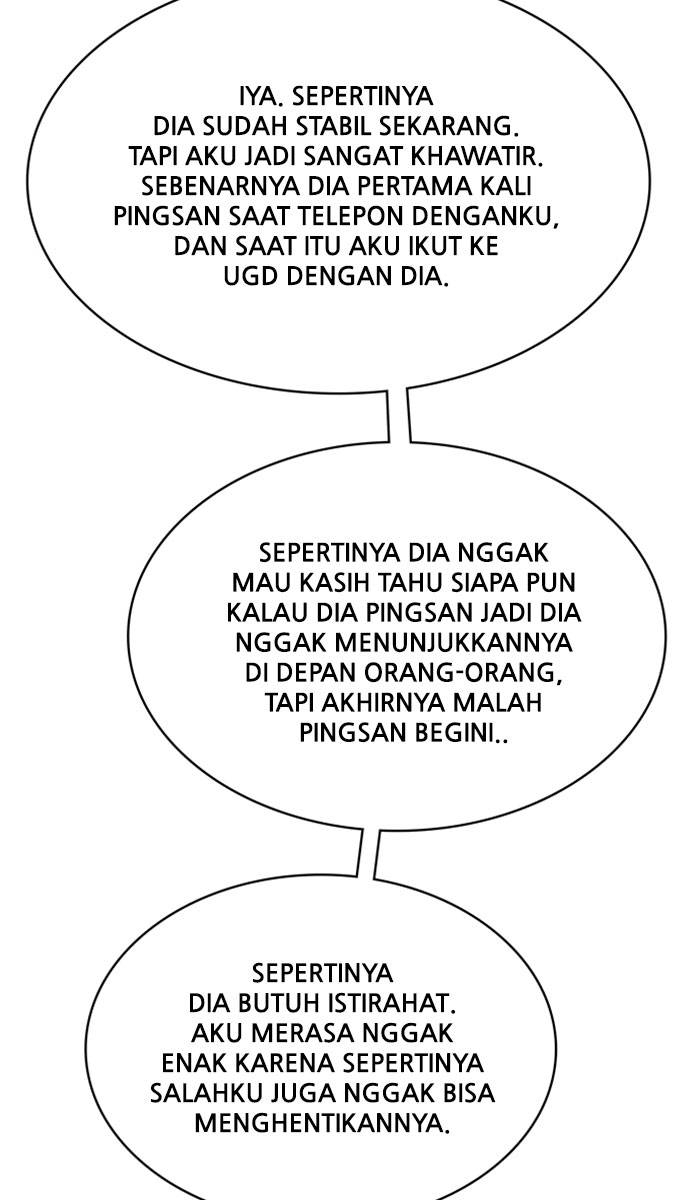 IYA. SEPERTINYA
DIA SUDAH STABIL SEKARANG.
TAPI AKU JADI SANGAT KHAWATIR.
SEBENARNYA DIA PERTAMA KALI
PINGSAN SAAT TELEPON DENGANKU,
DAN SAAT ITU AKU IKUT KE
UGD DENGAN DIA.
SEPERTINYA DIA NGGAK
MAU KASIH TAHU SIAPA PUN
KALAU DIA PINGSAN JADI DIA
NGGAK MENUNJUKKANNYA
DI DEPAN ORANG-ORANG,
TAPI AKHIRNYA MALAH
PINGSAN BEGINI..
SEPERTINYA
DIA BUTUH ISTIRAHAT.
AKU MERASA NGGAK
ENAK KARENA SEPERTINYA
SALAHKU JUGA NGGAK BISA
MENGHENTIKANNYA.